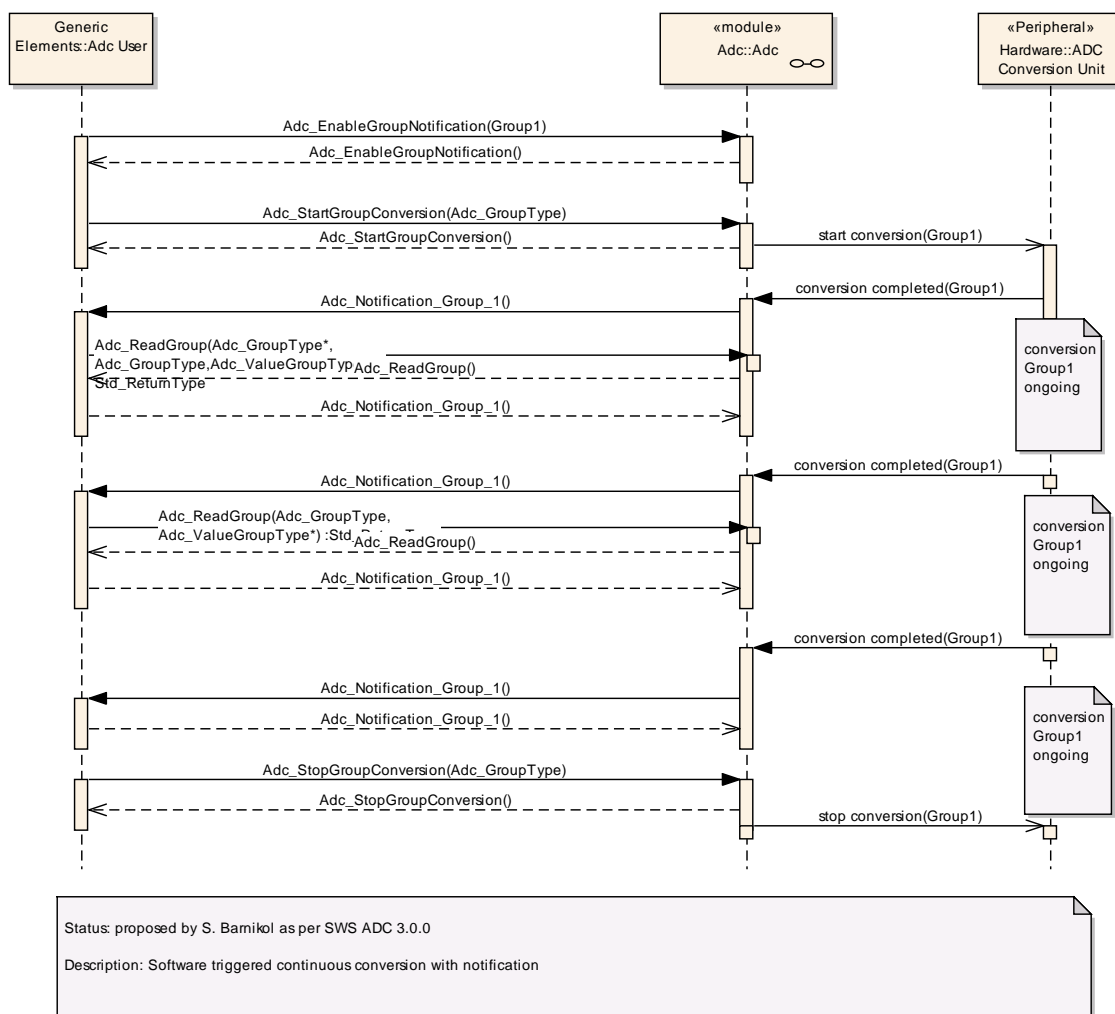 Generic
Elements::Adc User
«module»
Adc::Adc
«Peripheral»
Hardware::ADC
Conversion Unit
Adc_EnableGroupNotification(Group1)
Adc_EnableGroupNotification()
Adc_StartGroupConversion(Adc_GroupType)
Adc_StartGroupConversion()
start conversion(Group1)
conversion completed(Group1)
Adc_Notification_Group_1()
Adc_ReadGroup(Adc_GroupType*,
Adc_GroupType,Adc_ValueGroupTyp
Adc_ReadGroup()
Std_ReturnType
Adc_Notification_Group_1()
conversion
Group1
ongoing
conversion completed(Group1)
Adc_Notification_Group_1()
Adc_ReadGroup(Adc_GroupType,
Adc_ValueGroupType*) :Std_
Adc_ReadGroup()
Adc_Notification_Group_1()
conversion
Group1
ongoing
conversion completed(Group1)
Adc_Notification_Group_1()
Adc_Notification_Group_1()
conversion
Group1
ongoing
Adc_StopGroupConversion(Adc_GroupType)
Adc_StopGroupConversion()
stop conversion(Group1)
Status: proposed by S. Barnikol as per SWS ADC 3.0.0
Description: Software triggered continuous conversion with notification